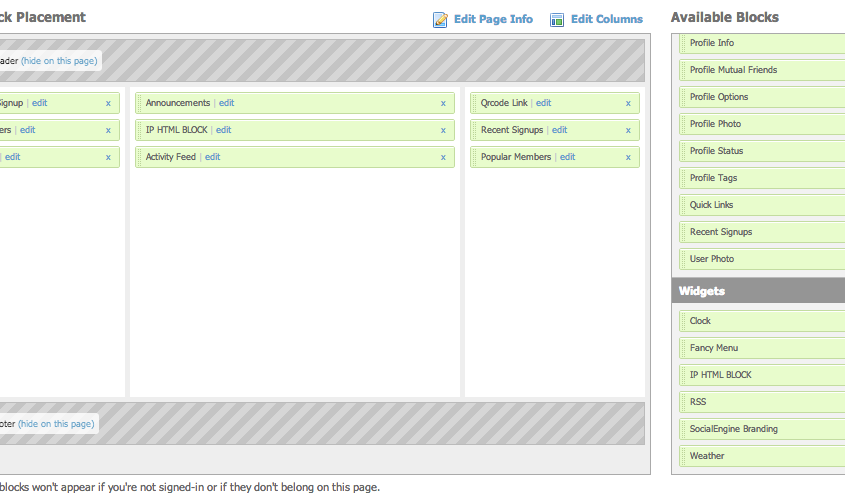 ck Placement
Edit Page Info
Edit Columns
ader (hide on this page)
ignup | edit x
ers | edit x
| edit x
Announcements | edit x
IP HTML BLOCK | edit x
Activity Feed | edit x
Qrcode Link | edit x
Recent Signups | edit x
Popular Members | edit x
oter (hide on this page)
blocks won't appear if you're not signed-in or if they don't belong on this page.
Available Blocks
Profile Info
Profile Mutual Friends
Profile Options
Profile Photo
Profile Status
Profile Tags
Quick Links
Recent Signups
User Photo
Widgets
Clock
Fancy Menu
IP HTML BLOCK
RSS
SocialEngine Branding
Weather